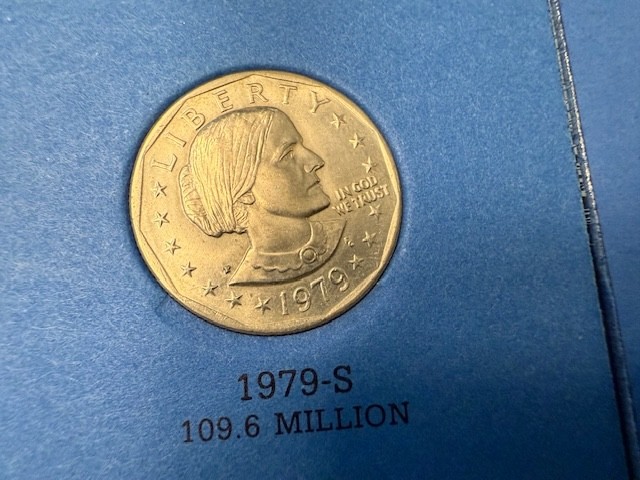 LIBERTY
IN GOD
WE TRUST
1979
1979-S
109.6 MILLION